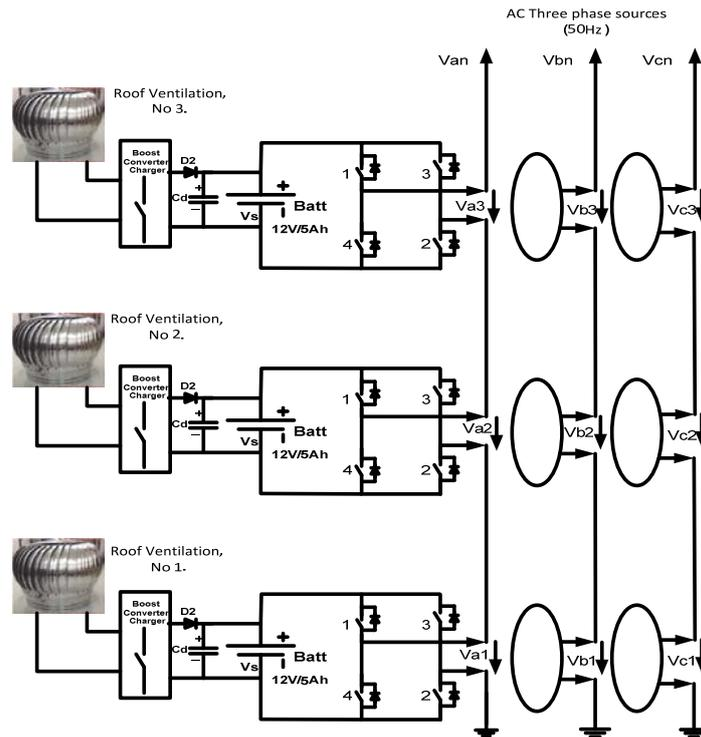 AC Three phase sources
(50Hz )
Van
Vbn
Vcn
Roof Ventilation,
No 3.
Boost
Converter
Charger
D2
+
Cd
−
Vs
+
Batt
12V/5Ah
1
3
4
2
Va3
Vb3
Vc3
Roof Ventilation,
No 2.
Boost
Converter
Charger
D2
+
Cd
−
Vs
+
Batt
12V/5Ah
1
3
4
2
Va2
Vb2
Vc2
Roof Ventilation,
No 1.
Boost
Converter
Charger
D2
+
Cd
−
Vs
+
Batt
12V/5Ah
1
3
4
2
Va1
Vb1
Vc1